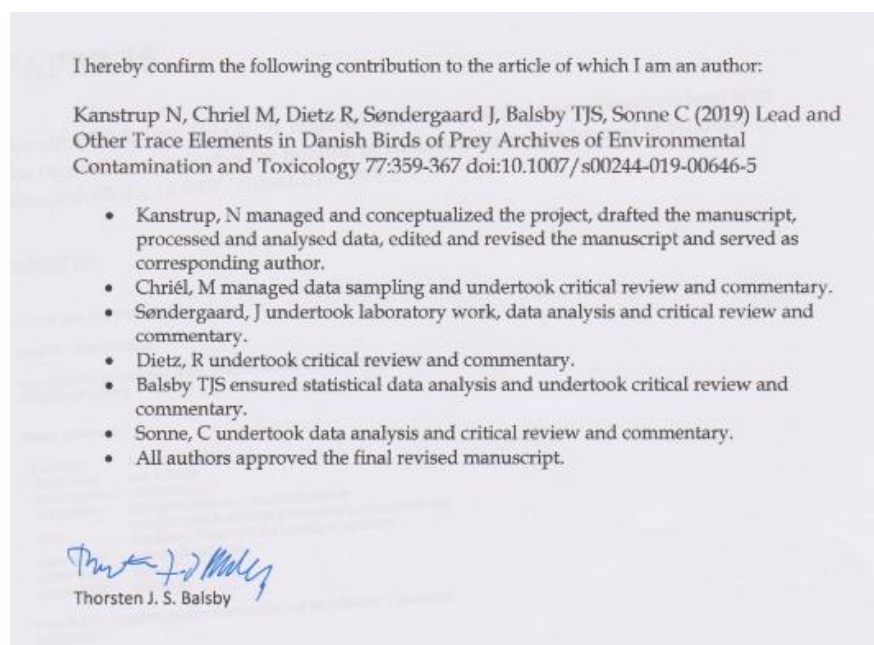 I hereby confirm the following contribution to the article of which I am an author:
Kanstrup N, Chriel M, Dietz R, Søndergaard J, Balsby TJS, Sonne C (2019) Lead and
Other Trace Elements in Danish Birds of Prey Archives of Environmental
Contamination and Toxicology 77:359-367 doi:10.1007/s00244-019-00646-5
• Kanstrup, N managed and conceptualized the project, drafted the manuscript,
processed and analysed data, edited and revised the manuscript and served as
corresponding author.
• Chriél, M managed data sampling and undertook critical review and commentary.
• Søndergaard, J undertook laboratory work, data analysis and critical review and
commentary.
• Dietz, R undertook critical review and commentary.
• Balsby TJS ensured statistical data analysis and undertook critical review and
commentary.
• Sonne, C undertook data analysis and critical review and commentary.
• All authors approved the final revised manuscript.
Thorsten J. S. Balsby